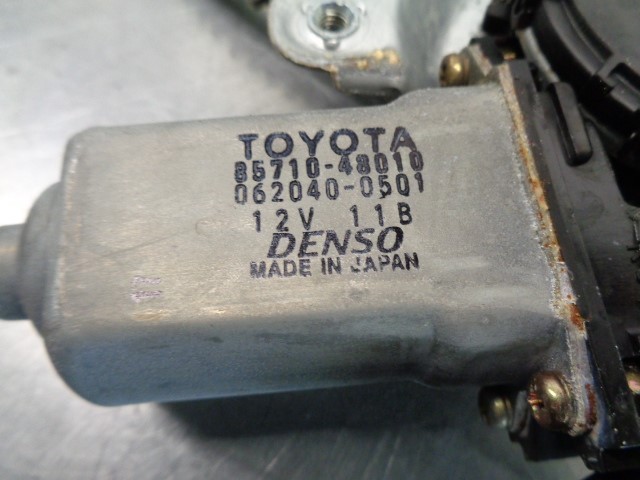 TOYOTA
85710-48010
062040-0501
12V 11B
DENSO
MADE IN JAPAN